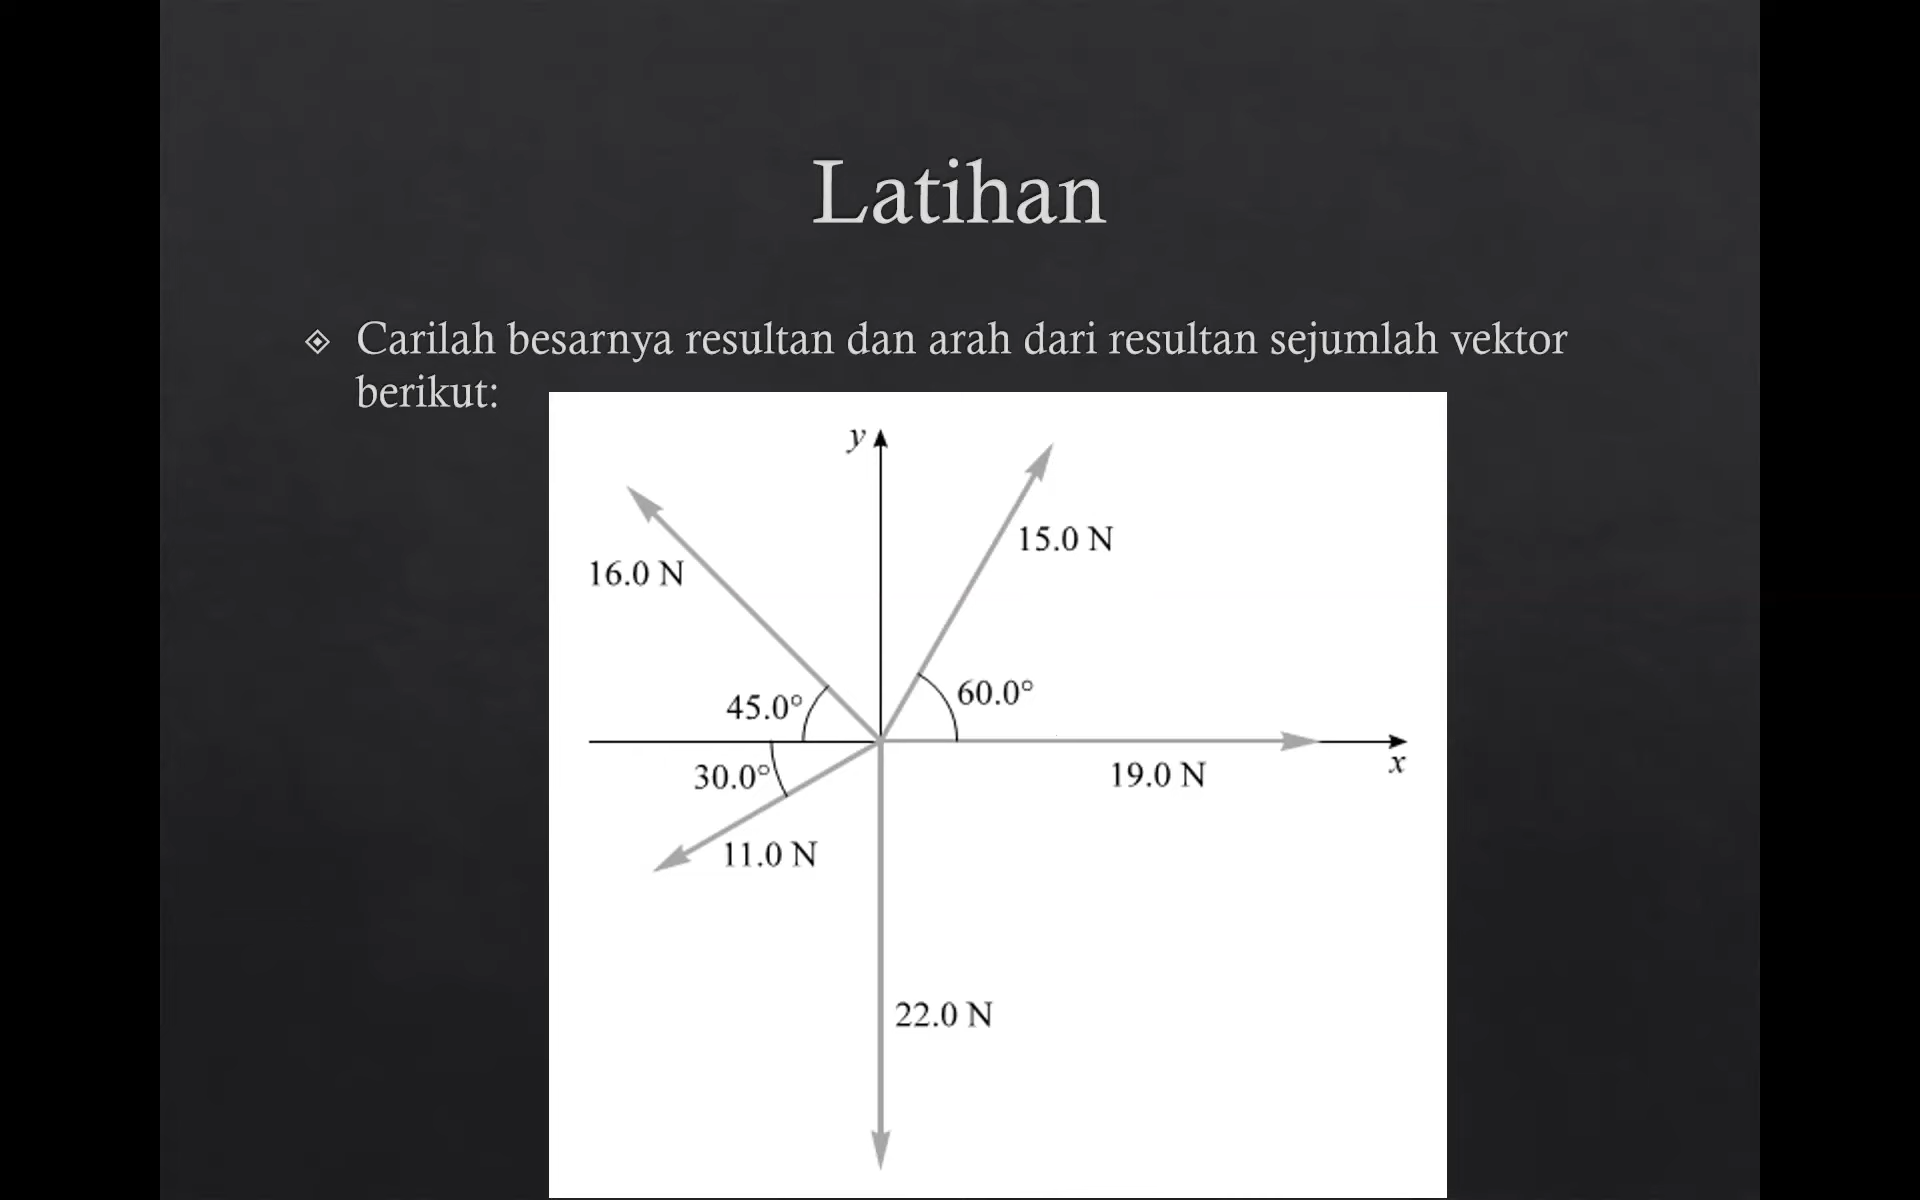 Latihan
Carilah besarnya resultan dan arah dari resultan sejumlah vektor
berikut:
y
15.0 N
16.0 N
60.0°
45.0°
x
30.0°
19.0 N
11.0 N
22.0 N